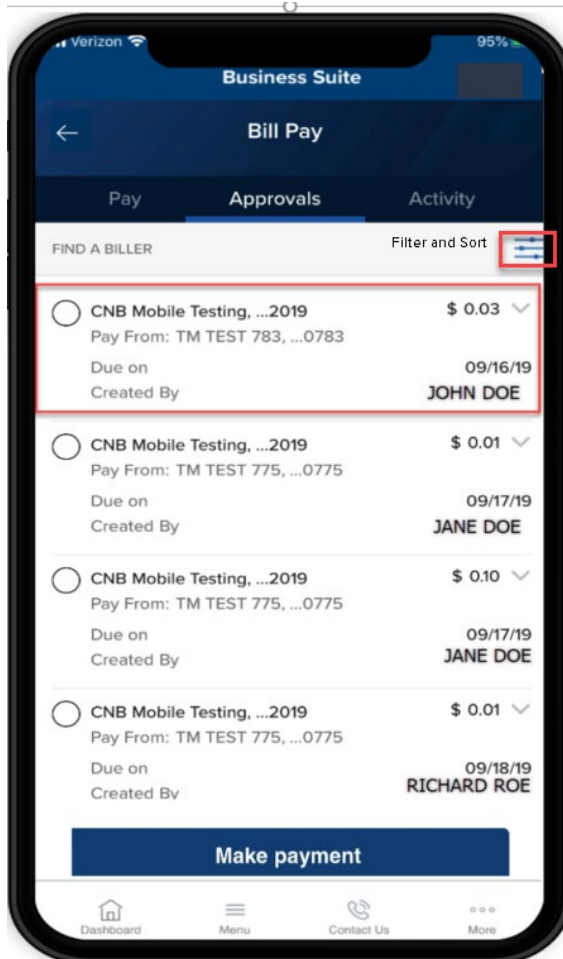 Verizon 95%
Business Suite
Bill Pay
Pay Approvals Activity
FIND A BILLER Filter and Sort
CNB Mobile Testing, ...2019 $ 0.03
Pay From: TM TEST 783, ...0783
Due on 09/16/19
Created By JOHN DOE
CNB Mobile Testing, ...2019 $ 0.01
Pay From: TM TEST 775, ...0775
Due on 09/17/19
Created By JANE DOE
CNB Mobile Testing, ...2019 $ 0.10
Pay From: TM TEST 775, ...0775
Due on 09/17/19
Created By JANE DOE
CNB Mobile Testing, ...2019 $ 0.01
Pay From: TM TEST 775, ...0775
Due on 09/18/19
Created By RICHARD ROE
Make payment
Dashboard Menu Contact Us More